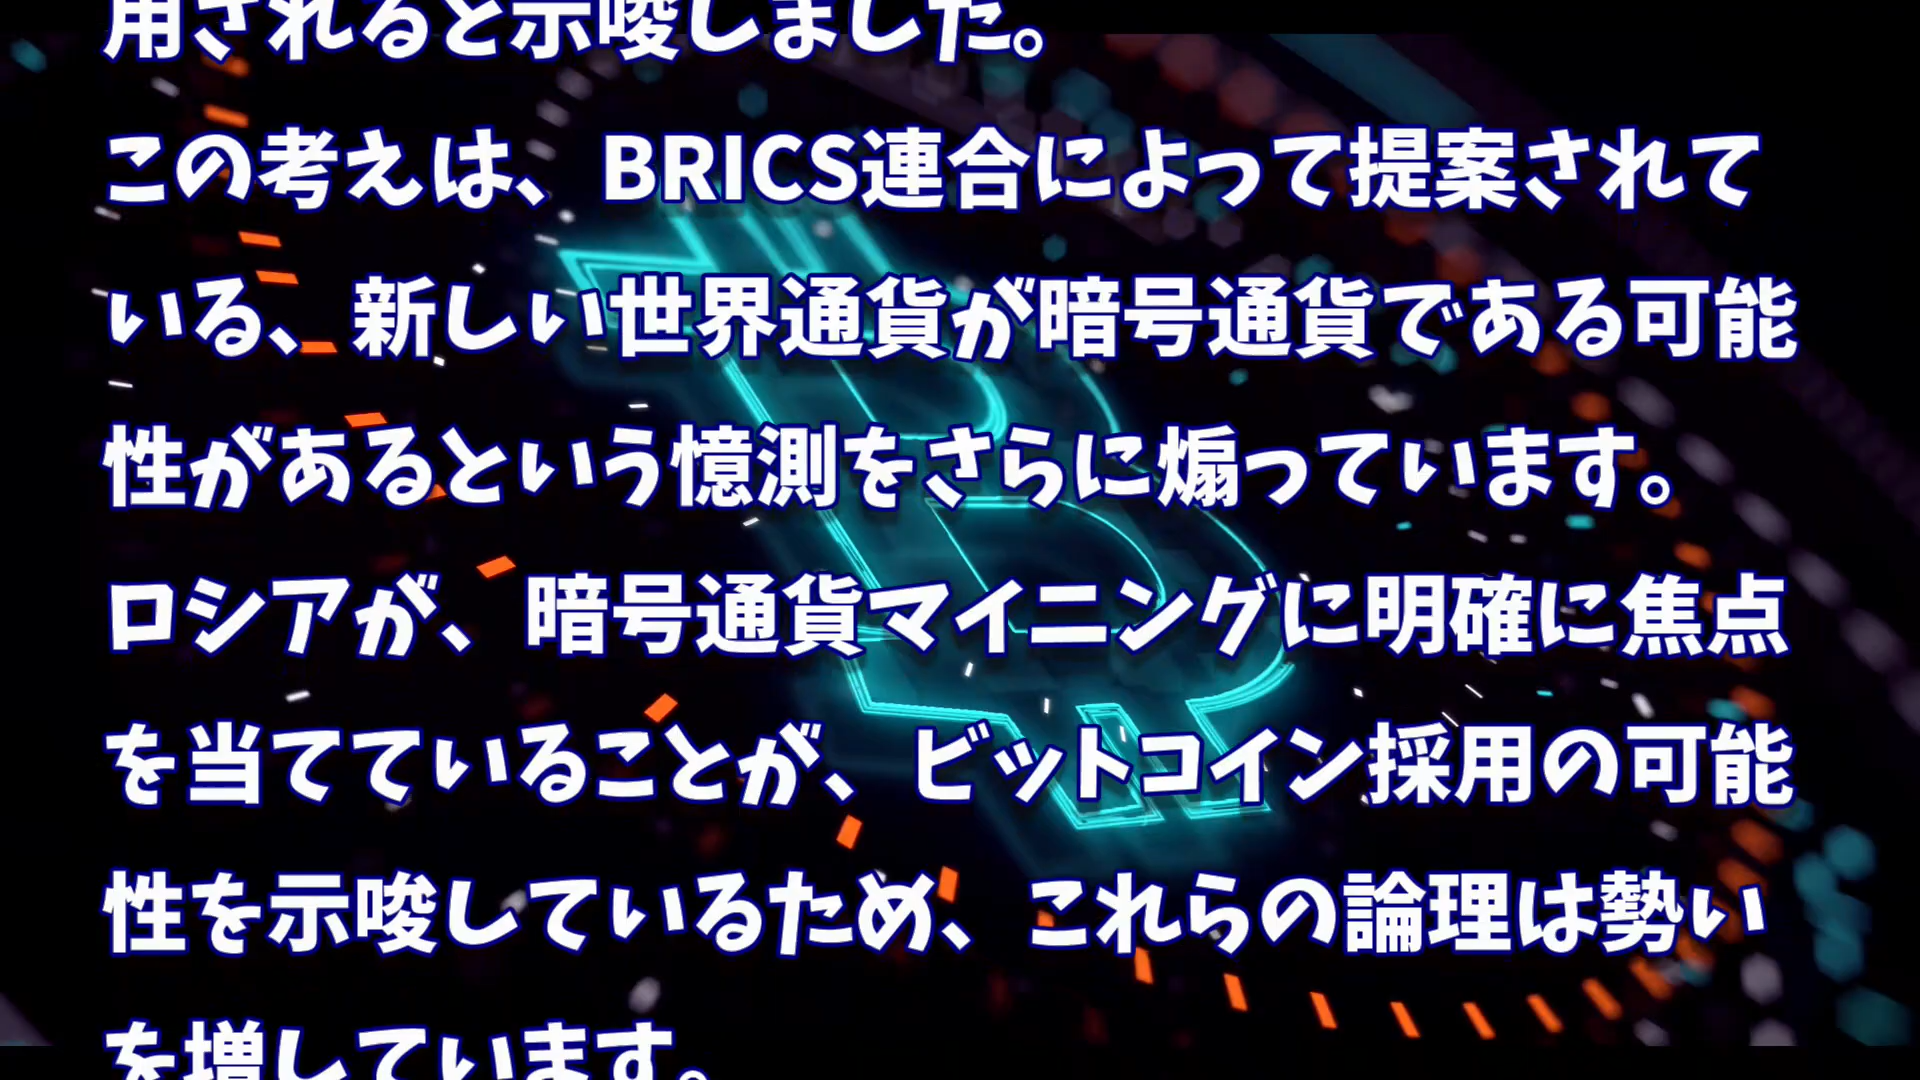 用されると示唆しました。
この考えは、BRICS連合によって提案されて
いる、新しい世界通貨が暗号通貨である可能
性があるという憶測をさらに煽っています。
ロシアが、暗号通貨マイニングに明確に焦点
を当てていることが、ビットコイン採用の可能
性を示唆しているため、これらの論理は勢い
を増しています。